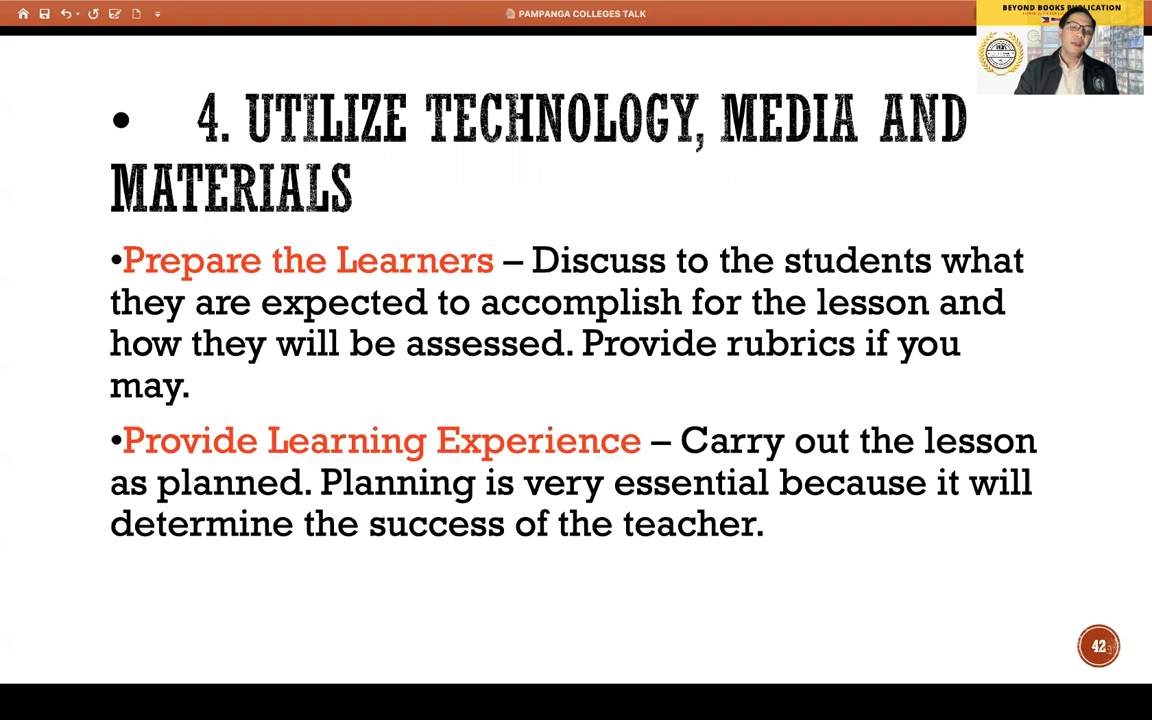 PAMPANGA COLLEGES TALK
BEYOND BOOKS PUBLICATION
• 4. UTILIZE TECHNOLOGY, MEDIA AND
MATERIALS
•Prepare the Learners – Discuss to the students what
they are expected to accomplish for the lesson and
how they will be assessed. Provide rubrics if you
may.
•Provide Learning Experience – Carry out the lesson
as planned. Planning is very essential because it will
determine the success of the teacher.
42